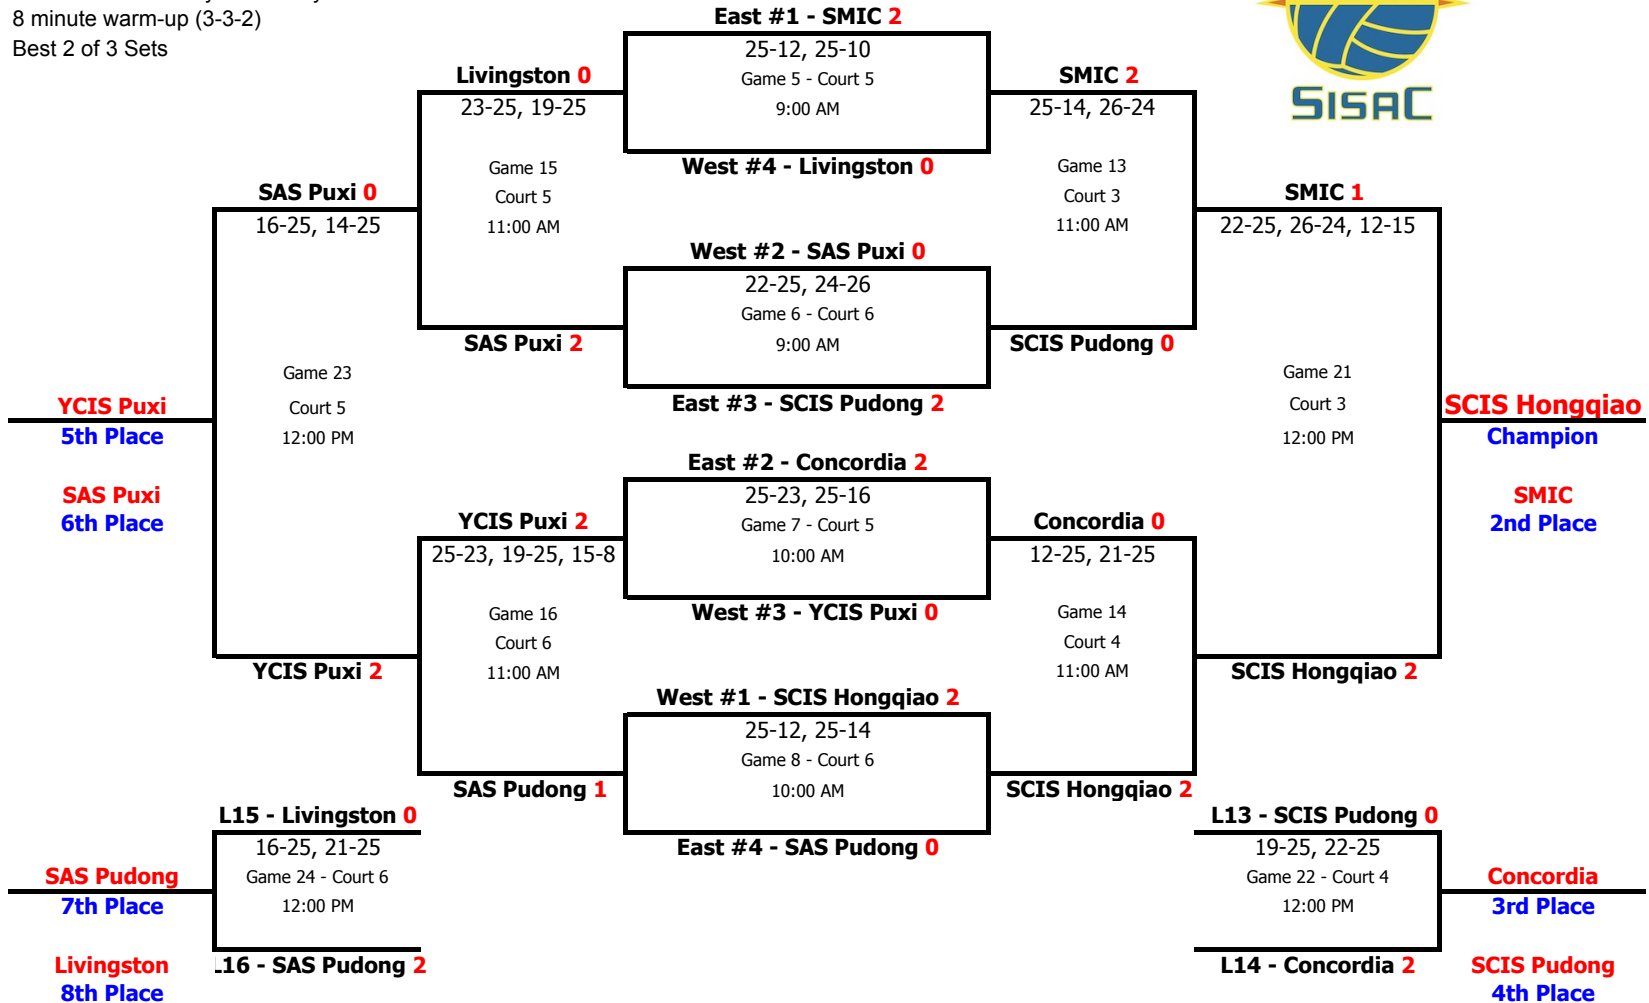 8 minute warm-up (3-3-2)
Best 2 of 3 Sets
East #1 - SMIC 2
25-12, 25-10
Game 5 - Court 5
9:00 AM
West #4 - Livingston 0
West #2 - SAS Puxi 0
22-25, 24-26
Game 6 - Court 6
9:00 AM
East #3 - SCIS Pudong 2
East #2 - Concordia 2
25-23, 25-16
Game 7 - Court 5
10:00 AM
West #3 - YCIS Puxi 0
West #1 - SCIS Hongqiao 2
25-12, 25-14
Game 8 - Court 6
10:00 AM
East #4 - SAS Pudong 0
Livingston 0
23-25, 19-25
Game 15
Court 5
11:00 AM
SAS Puxi 2
YCIS Puxi 2
25-23, 19-25, 15-8
Game 16
Court 6
11:00 AM
SAS Pudong 1
SAS Puxi 0
16-25, 14-25
Game 23
Court 5
12:00 PM
YCIS Puxi 2
YCIS Puxi
5th Place
SAS Puxi
6th Place
L15 - Livingston 0
16-25, 21-25
Game 24 - Court 6
12:00 PM
L16 - SAS Pudong 2
SAS Pudong
7th Place
Livingston
8th Place
SMIC 2
25-14, 26-24
Game 13
Court 3
11:00 AM
SCIS Pudong 0
Concordia 0
12-25, 21-25
Game 14
Court 4
11:00 AM
SCIS Hongqiao 2
SISAC
SMIC 1
22-25, 26-24, 12-15
Game 21
Court 3
12:00 PM
SCIS Hongqiao 2
SCIS Hongqiao
Champion
SMIC
2nd Place
L13 - SCIS Pudong 0
19-25, 22-25
Game 22 - Court 4
12:00 PM
L14 - Concordia 2
Concordia
3rd Place
SCIS Pudong
4th Place